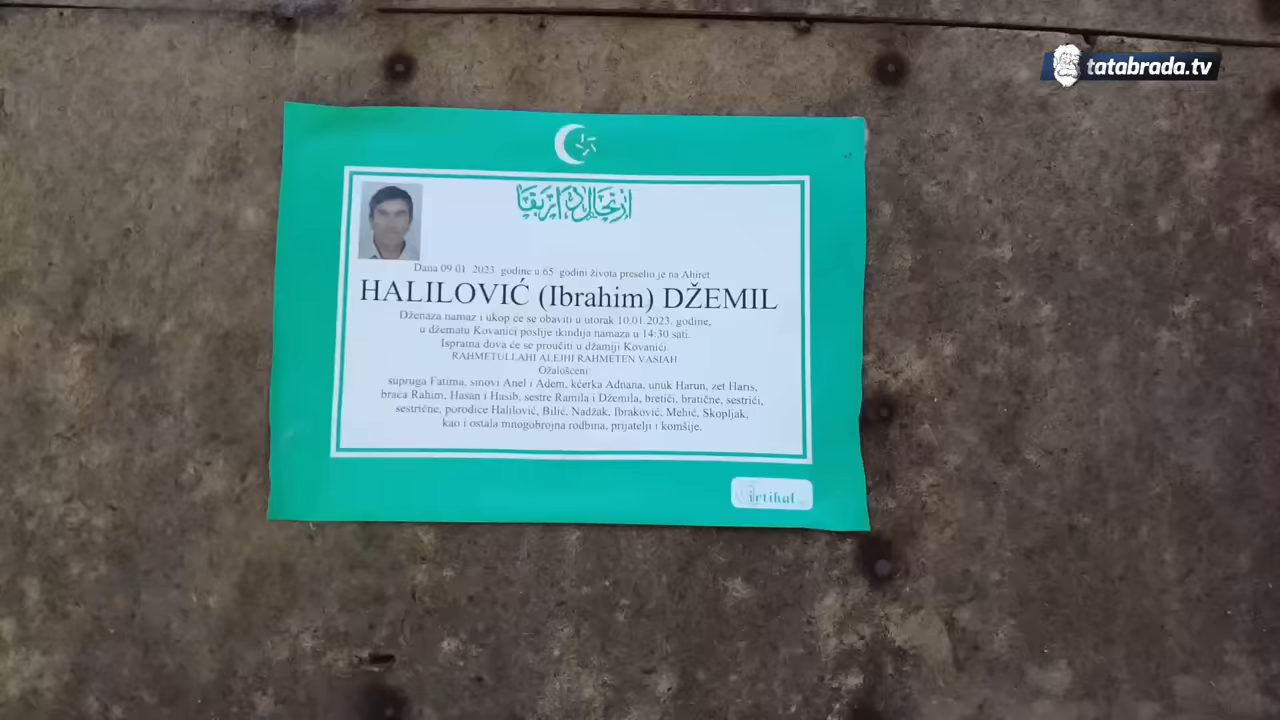 tatabrada.tv
ارتحال دار بقا
Dana 09.01. 2023. godine u 65. godini života preselio je na Ahiret
HALILOVIĆ (Ibrahim) DŽEMIL
Dženaza namaz i ukop će se obaviti u utorak 10.01.2023. godine,
u džematu Kovanići poslije ikindija namaza u 14:30 sati.
Ispratna dova će se proučiti u džamiji Kovanići.
RAHMETULLAHI ALEJHI RAHMETEN VASIAH
Ožalošćeni:
supruga Fatima, sinovi Anel i Adem, kćerka Adnana, unuk Harun, zet Haris,
braća Rahim, Hasan i Hasib, sestre Ramila i Džemila, bretići, bratične, sestrići,
sestrične, porodice Halilović, Bilić, Nadžak, Ibraković, Mehić, Skopljak,
kao i ostala mnogobrojna rodbina, prijatelji i komšije.
irtihal